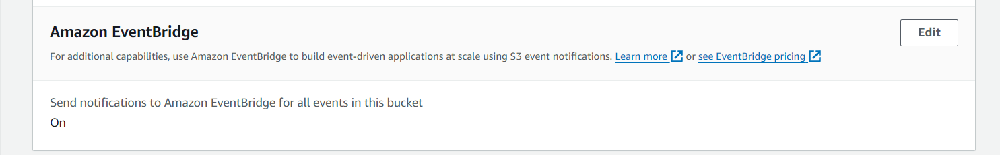 Amazon EventBridge
Edit
For additional capabilities, use Amazon EventBridge to build event-driven applications at scale using S3 event notifications. Learn more or see EventBridge pricing
Send notifications to Amazon EventBridge for all events in this bucket
On